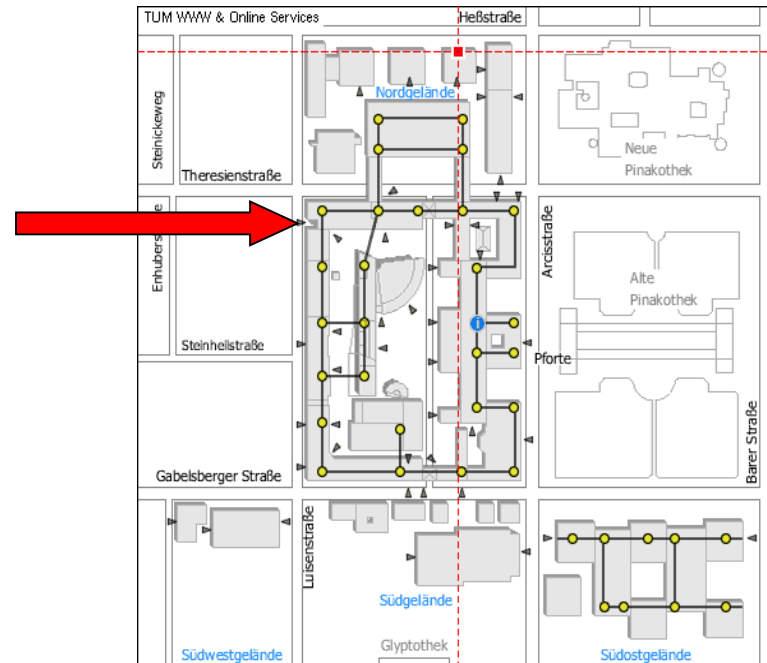 TUM WWW & Online Services
Heßstraße
Steinickeweg
Nordgelände
Neue
Pinakothek
Theresienstraße
Arcisstraße
Alte
Pinakothek
Steinheilstraße
Pforte
Barer Straße
Gabelsberger Straße
Luisenstraße
Südgelände
Glyptothek
Südwestgelände
Südostgelände
i